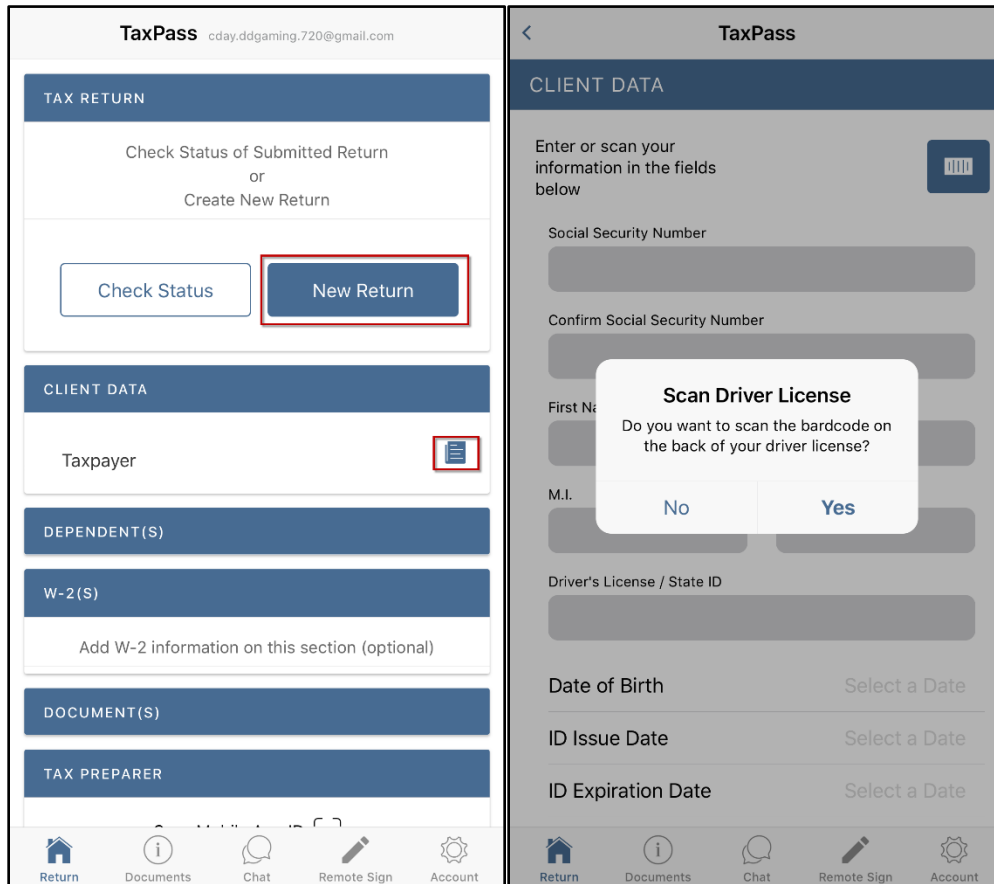 TaxPass cday.ddgaming.720@gmail.com
TAX RETURN
Check Status of Submitted Return
or
Create New Return
Check Status
New Return
CLIENT DATA
Taxpayer
DEPENDENT(S)
W-2(S)
Add W-2 information on this section (optional)
DOCUMENT(S)
TAX PREPARER
Return
Documents
Chat
Remote Sign
Account
TaxPass
CLIENT DATA
Enter or scan your
information in the fields
below
Social Security Number
Confirm Social Security Number
First Na
Scan Driver License
Do you want to scan the bardcode on
the back of your driver license?
No
Yes
M.I.
Driver's License / State ID
Date of Birth Select a Date
ID Issue Date Select a Date
ID Expiration Date Select a Date
Return
Documents
Chat
Remote Sign
Account